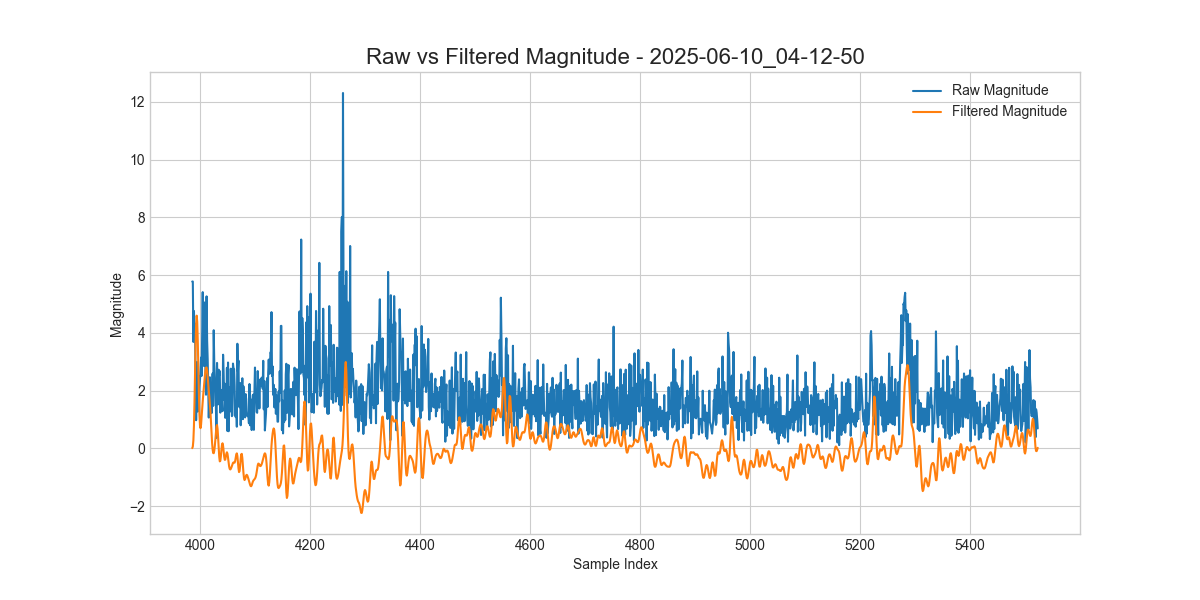 Raw vs Filtered Magnitude - 2025-06-10_04-12-50
Raw Magnitude
Filtered Magnitude
Magnitude
12
10
8
6
4
2
0
−2
4000 4200 4400 4600 4800 5000 5200 5400
Sample Index